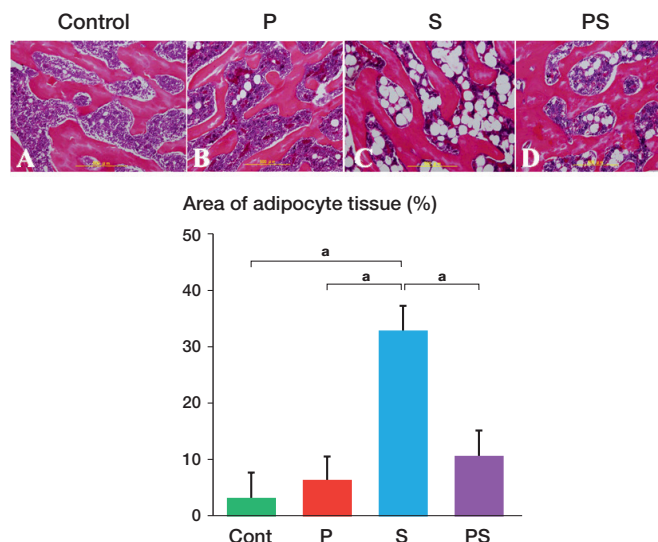 Control P S PS
A B C D
Area of adipocyte tissue (%)
50
a
a a
40
30
20
10
0
Cont P S PS